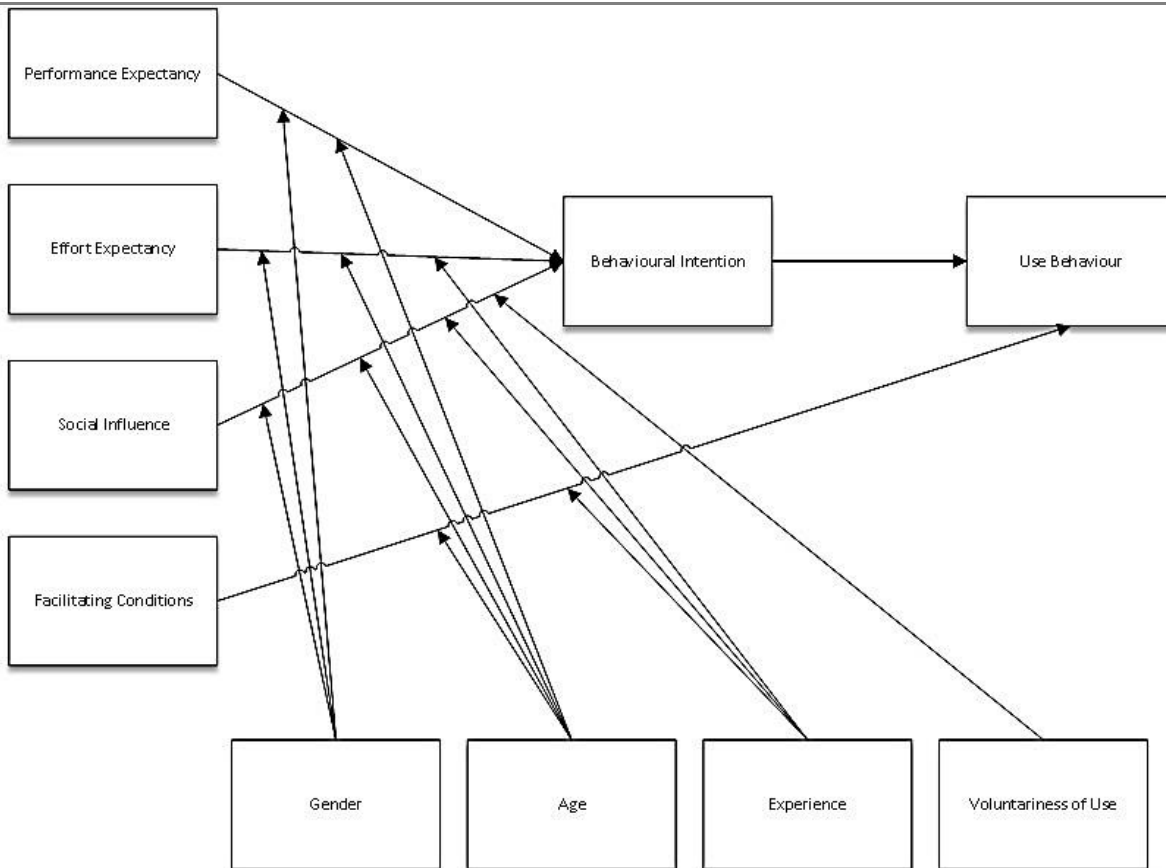 Performance Expectancy
Effort Expectancy
Behavioural Intention
Use Behaviour
Social Influence
Facilitating Conditions
Gender
Age
Experience
Voluntariness of Use